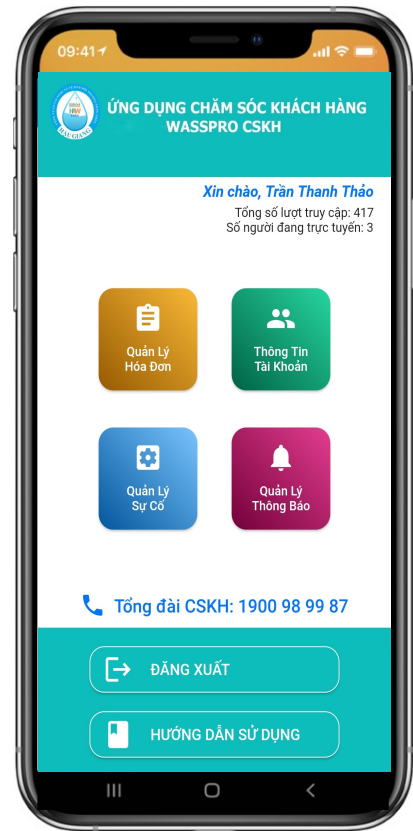 09:41
HẬU GIANG
ỨNG DỤNG CHĂM SÓC KHÁCH HÀNG
WASSPRO CSKH
Xin chào, Trần Thanh Thảo
Tổng số lượt truy cập: 417
Số người đang trực tuyến: 3
Quản Lý
Hóa Đơn
Thông Tin
Tài Khoản
Quản Lý
Sự Cố
Quản Lý
Thông Báo
Tổng đài CSKH: 1900 98 99 87
ĐĂNG XUẤT
HƯỚNG DẪN SỬ DỤNG